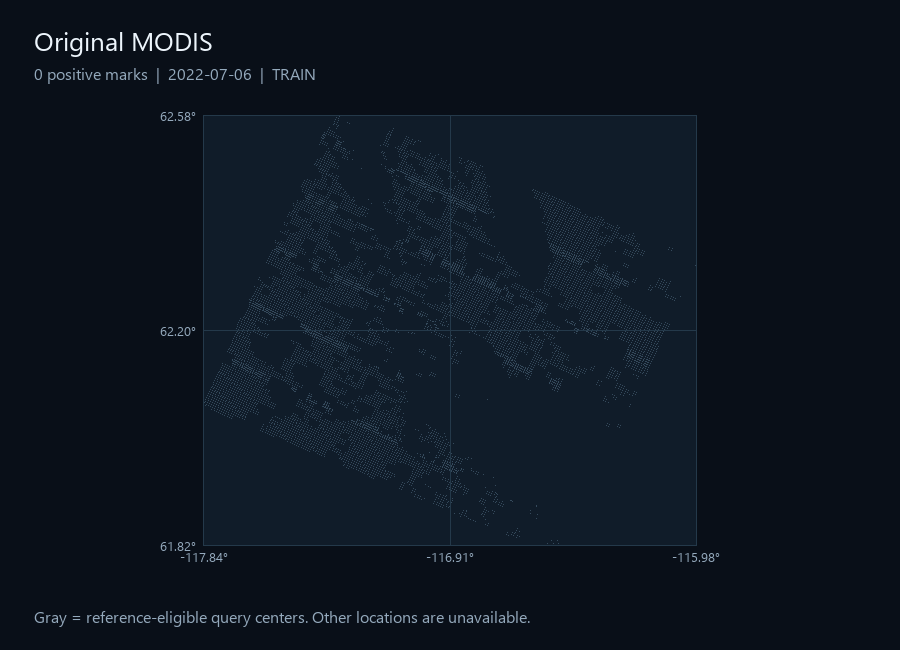 Original MODIS
0 positive marks | 2022-07-06 | TRAIN
62.58°
62.20°
61.82°
-117.84°
-116.91°
-115.98°
Gray = reference-eligible query centers. Other locations are unavailable.